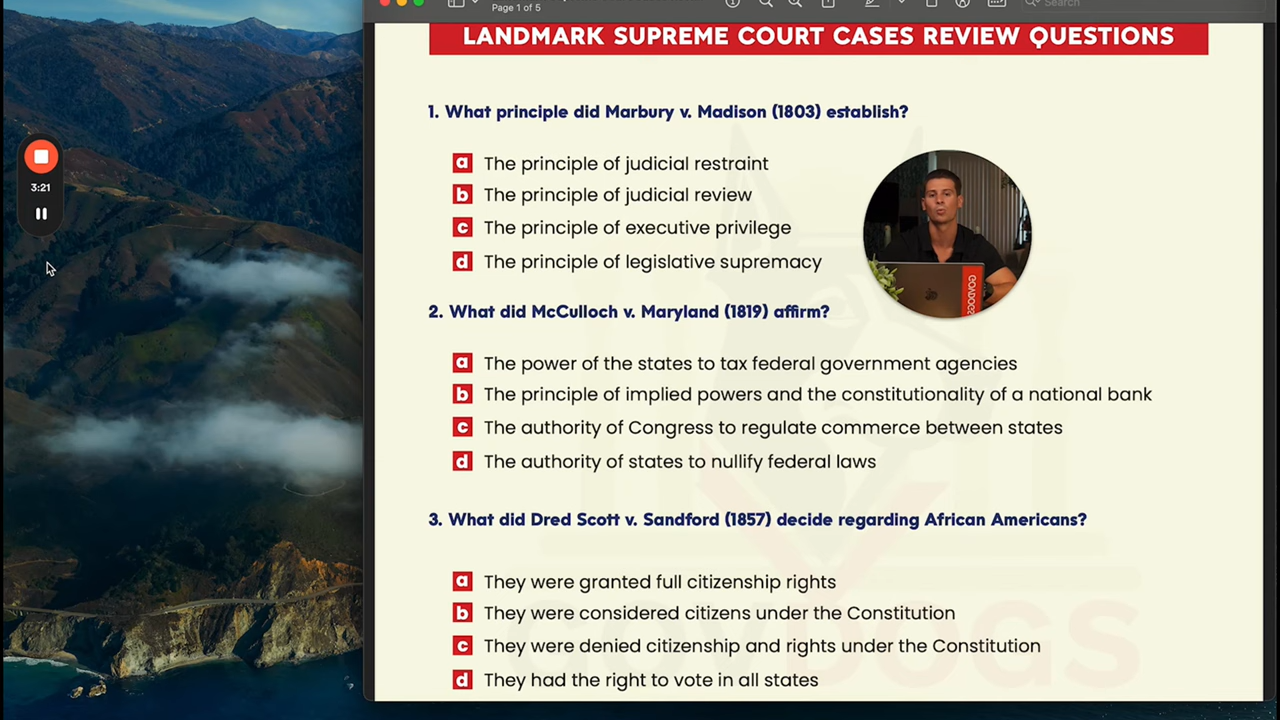 Page 1 of 5
Search
LANDMARK SUPREME COURT CASES REVIEW QUESTIONS
1. What principle did Marbury v. Madison (1803) establish?
a The principle of judicial restraint
b The principle of judicial review
c The principle of executive privilege
d The principle of legislative supremacy
3:21
GOVDOGS
2. What did McCulloch v. Maryland (1819) affirm?
a The power of the states to tax federal government agencies
b The principle of implied powers and the constitutionality of a national bank
c The authority of Congress to regulate commerce between states
d The authority of states to nullify federal laws
3. What did Dred Scott v. Sandford (1857) decide regarding African Americans?
a They were granted full citizenship rights
b They were considered citizens under the Constitution
c They were denied citizenship and rights under the Constitution
d They had the right to vote in all states
GOVDOGS